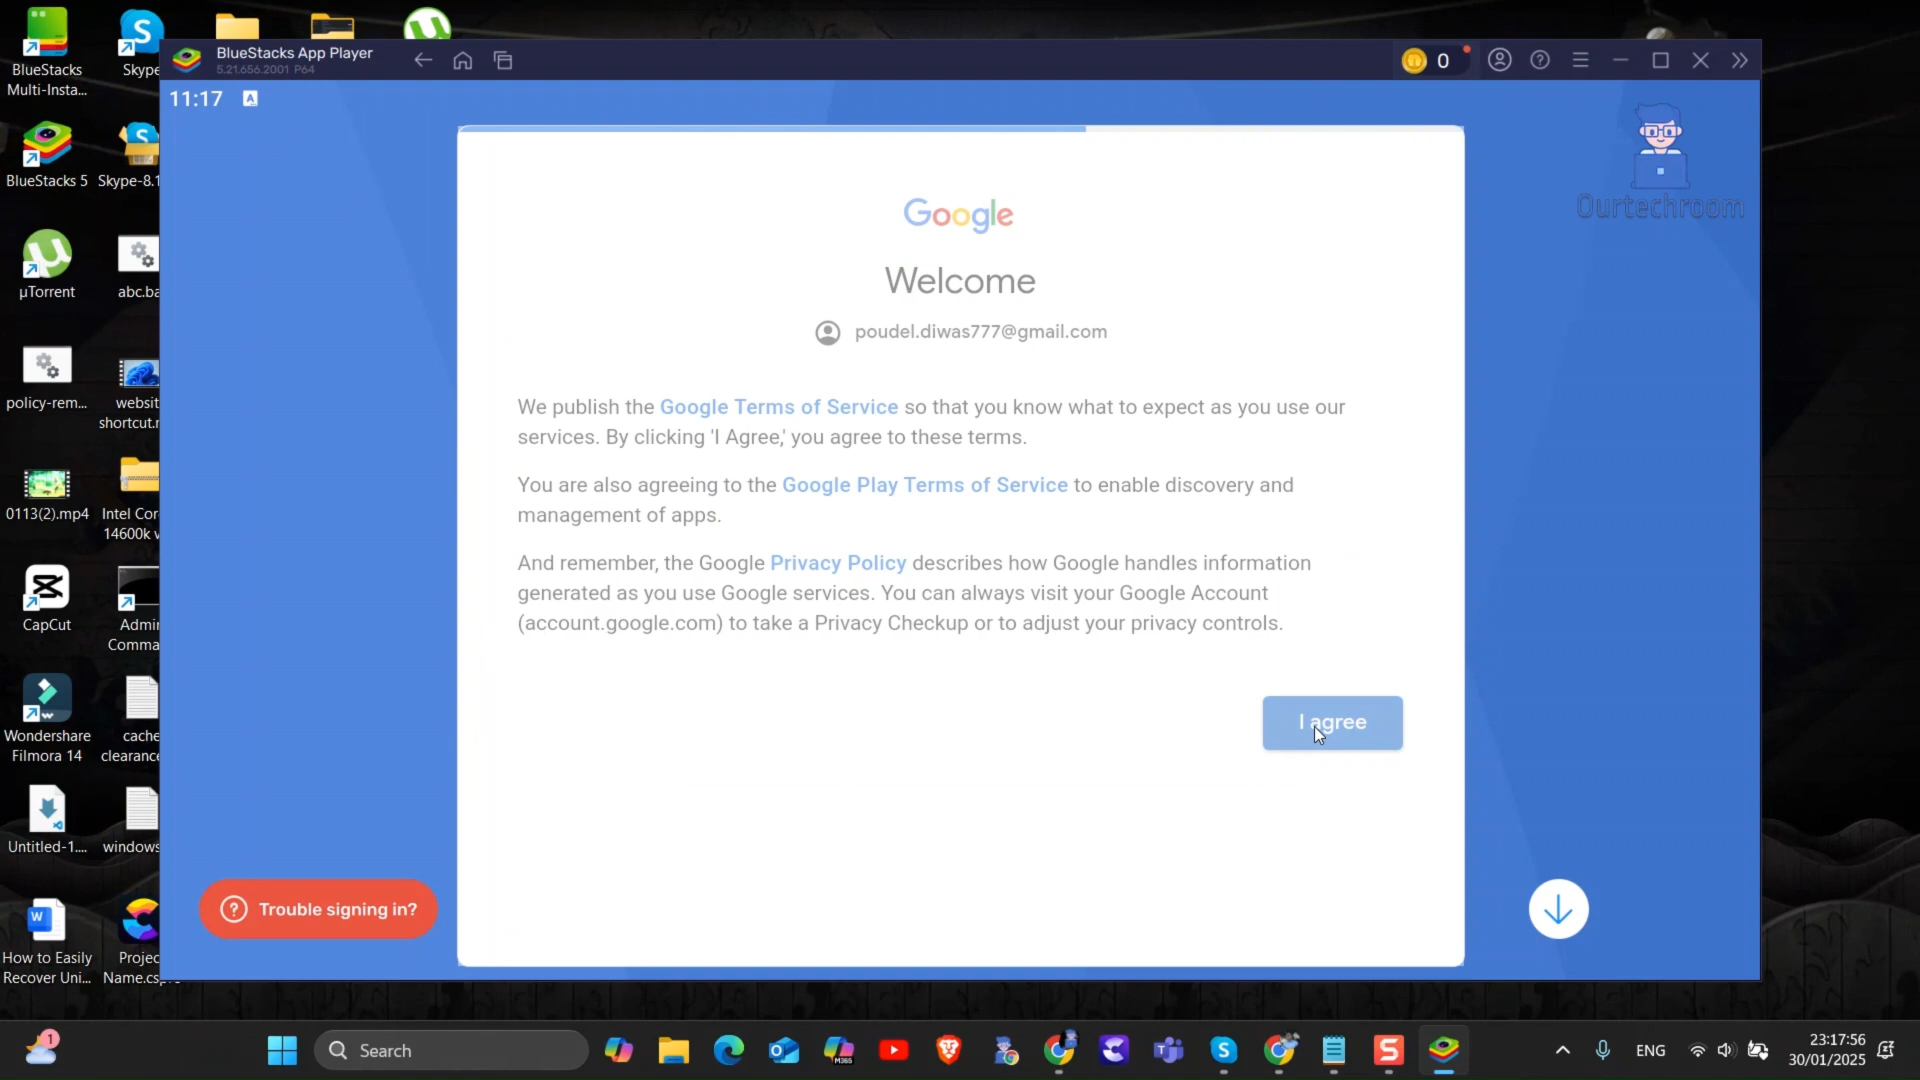 BlueStacks App Player
5.21.656.2001 P64
0
11:17
Ourtechroom
Google
Welcome
poudel.diwas777@gmail.com
We publish the Google Terms of Service so that you know what to expect as you use our
services. By clicking 'I Agree,' you agree to these terms.
You are also agreeing to the Google Play Terms of Service to enable discovery and
management of apps.
And remember, the Google Privacy Policy describes how Google handles information
generated as you use Google services. You can always visit your Google Account
(account.google.com) to take a Privacy Checkup or to adjust your privacy controls.
I agree
Trouble signing in?
BlueStacks
Multi-Insta...
Skype
BlueStacks 5
Skype-8.1
µTorrent
abc.ba
policy-rem...
websit
shortcut.r
0113(2).mp4
Intel Cor
14600k v
CapCut
Admi
Comma
Wondershare
Filmora 14
cache
clearance
Untitled-1....
windows
How to Easily
Recover Uni...
Projec
Name.cspro
1
Search
M365
ENG
23:17:56
30/01/2025